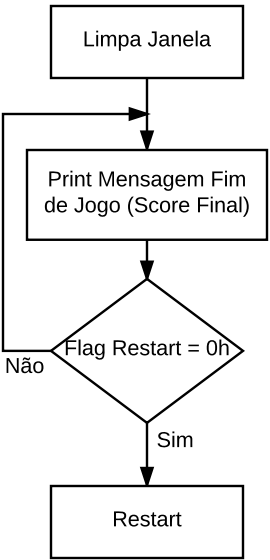 Limpa Janela
Print Mensagem Fim
de Jogo (Score Final)
Flag Restart = 0h
Não
Sim
Restart